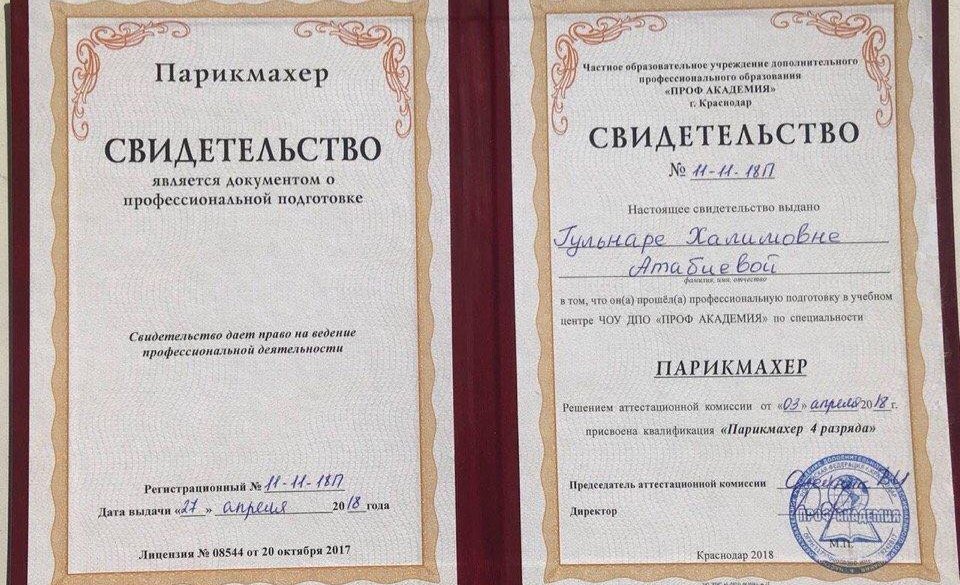 Парикмахер
СВИДЕТЕЛЬСТВО
является документом о
профессиональной подготовке
Свидетельство дает право на ведение
профессиональной деятельности
Регистрационный № 11-11-18П
Дата выдачи «27» апреля 2018 года
Лицензия № 08544 от 20 октября 2017
Частное образовательное учреждение дополнительного
профессионального образования
«ПРОФ АКАДЕМИЯ»
г. Краснодар
СВИДЕТЕЛЬСТВО
№ 11-11-18П
Настоящее свидетельство выдано
Гульнаре Халимовне
Атабиевой
фамилия, имя, отчество
в том, что он(а) прошёл(а) профессиональную подготовку в учебном
центре ЧОУ ДПО «ПРОФ АКАДЕМИЯ» по специальности
ПАРИКМАХЕР
Решением аттестационной комиссии от «03» апреля 2018 г.
присвоена квалификация «Парикмахер 4 разряда»
Председатель аттестационной комиссии
Директор
ПРОФ АКАДЕМИЯ
М.П.
Краснодар 2018